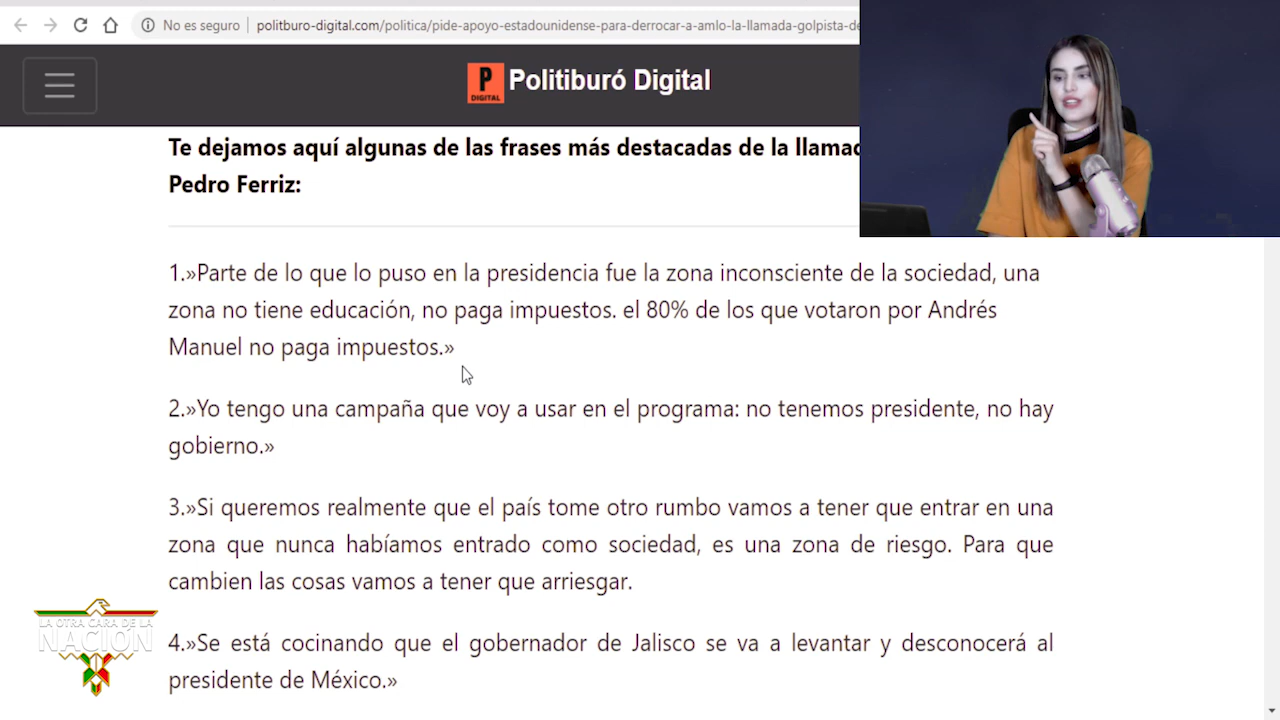 No es seguro
politburo-digital.com/politica/pide-apoyo-estadounidense-para-derrocar-a-amlo-la-llamada-golpista-de
P
DIGITAL
Politiburó Digital
Te dejamos aquí algunas de las frases más destacadas de la llamad
Pedro Ferriz:
1.»Parte de lo que lo puso en la presidencia fue la zona inconsciente de la sociedad, una
zona no tiene educación, no paga impuestos. el 80% de los que votaron por Andrés
Manuel no paga impuestos.»
2.»Yo tengo una campaña que voy a usar en el programa: no tenemos presidente, no hay
gobierno.»
3.»Si queremos realmente que el país tome otro rumbo vamos a tener que entrar en una
zona que nunca habíamos entrado como sociedad, es una zona de riesgo. Para que
cambien las cosas vamos a tener que arriesgar.
4.»Se está cocinando que el gobernador de Jalisco se va a levantar y desconocerá al
presidente de México.»
LA OTRA CARA DE LA
NACIÓN